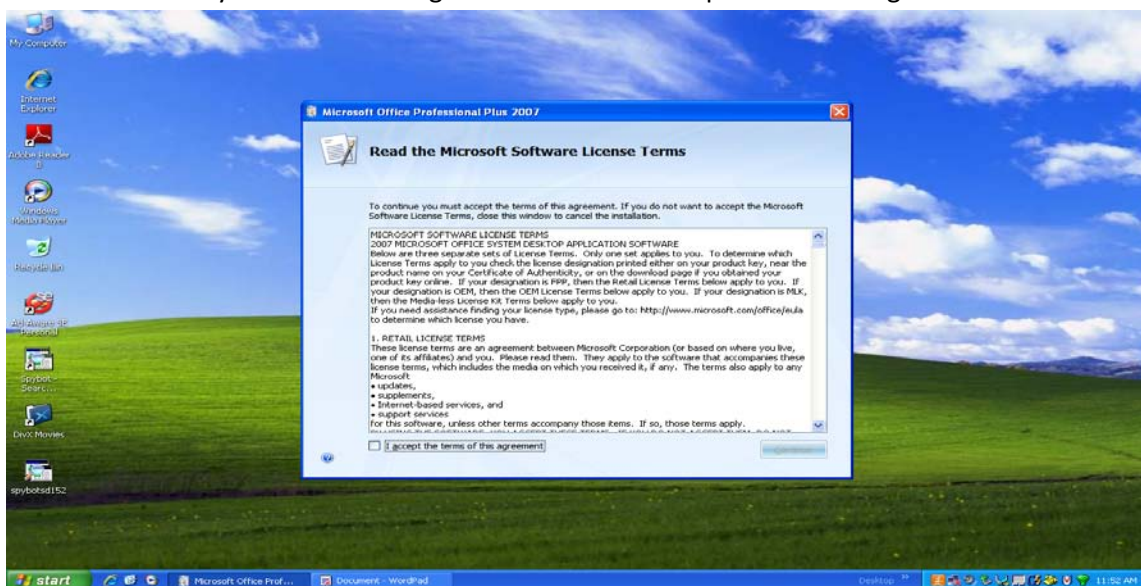 My Computer
Internet
Explorer
Adobe Reader
8
Windows
Media Player
Recycle Bin
Ad-Aware SE
Personal
Spybot -
Searc...
DivX Movies
spybotsd152
Microsoft Office Professional Plus 2007
Read the Microsoft Software License Terms
To continue you must accept the terms of this agreement. If you do not want to accept the Microsoft
Software License Terms, close this window to cancel the installation.
MICROSOFT SOFTWARE LICENSE TERMS
2007 MICROSOFT OFFICE SYSTEM DESKTOP APPLICATION SOFTWARE
Below are three separate sets of License Terms.  Only one set applies to you.  To determine which
License Terms apply to you check the license designation printed either on your product key, near the
product name on your Certificate of Authenticity, or on the download page if you obtained your
product key online.  If your designation is FPP, then the Retail License Terms below apply to you.  If
your designation is OEM, then the OEM License Terms below apply to you.  If your designation is MLK,
then the Media-less License Kit Terms below apply to you.
If you need assistance finding your license type, please go to: http://www.microsoft.com/office/eula
to determine which license you have.
1. RETAIL LICENSE TERMS
These license terms are an agreement between Microsoft Corporation (or based on where you live,
one of its affiliates) and you.  Please read them.  They apply to the software that accompanies these
license terms, which includes the media on which you received it, if any.  The terms also apply to any
Microsoft
• updates,
• supplements,
• Internet-based services, and
• support services
for this software, unless other terms accompany those items.  If so, those terms apply.
I accept the terms of this agreement
Continue
start
Microsoft Office Prof...
Document - WordPad
Desktop »
11:52 AM